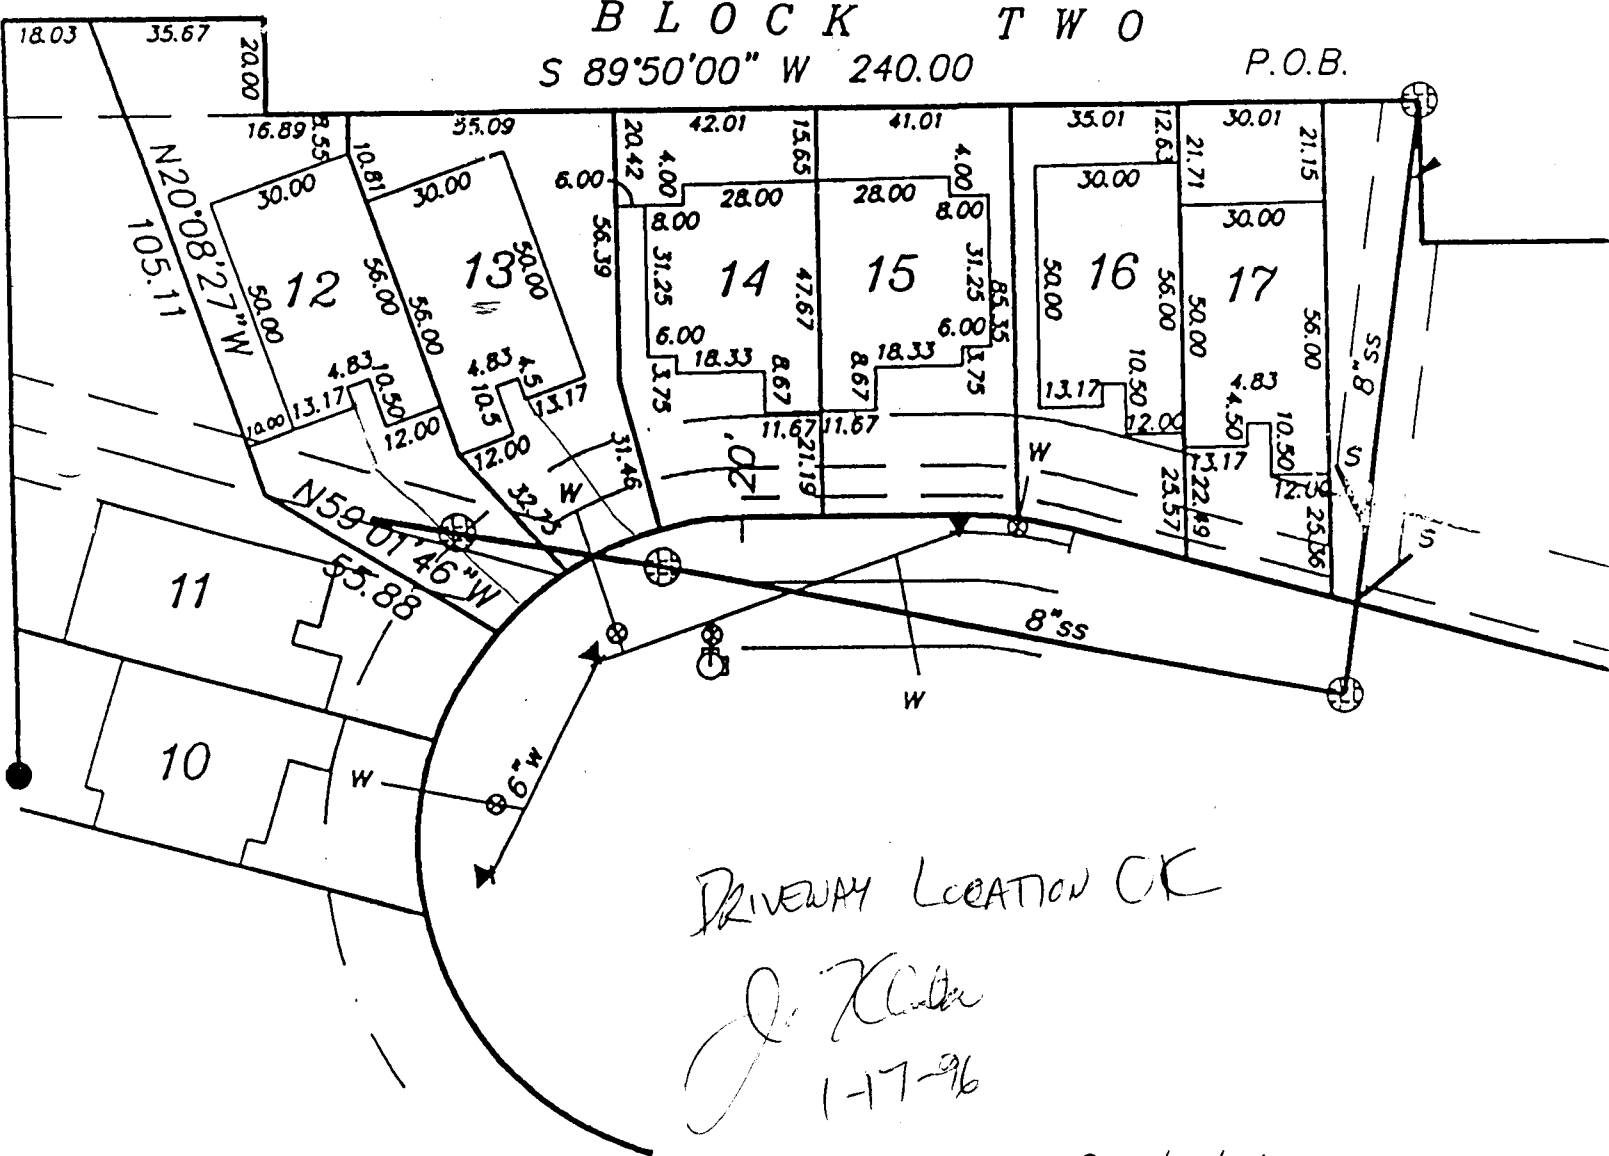 BLOCK TWO
18.03 35.67
20.00
S 89°50'00" W 240.00
P.O.B.
16.89 8.55 10.81 35.09 20.42 42.01 15.65 41.01 35.01 12.63 30.01
21.71 21.15
N20°08'27"W
105.11
30.00 30.00 6.00 4.00 28.00 28.00 4.00 30.00 30.00
8.00 8.00
50.00 12 56.00 56.00 13 50.00 56.39 31.25 14 47.67 15 31.25 85.35 50.00 16 56.00 50.00 17 56.00
6.00 6.00
4.83 4.83 4.5 18.33 18.33 4.83
10.00 13.17 10.50 12.00 10.5 13.17 12.00 3.75 8.67 8.67 3.75 13.17 10.50 12.00 13.17 4.50 10.50 12.00
11.67 11.67
8"SS
S
S
20'
21.19
31.46
32.75
W
W
25.57 22.49 25.36
N59°01'46"W
55.88
11
8"SS
W
10
W
6"W
DRIVEWAY LOCATION OK
1-17-96